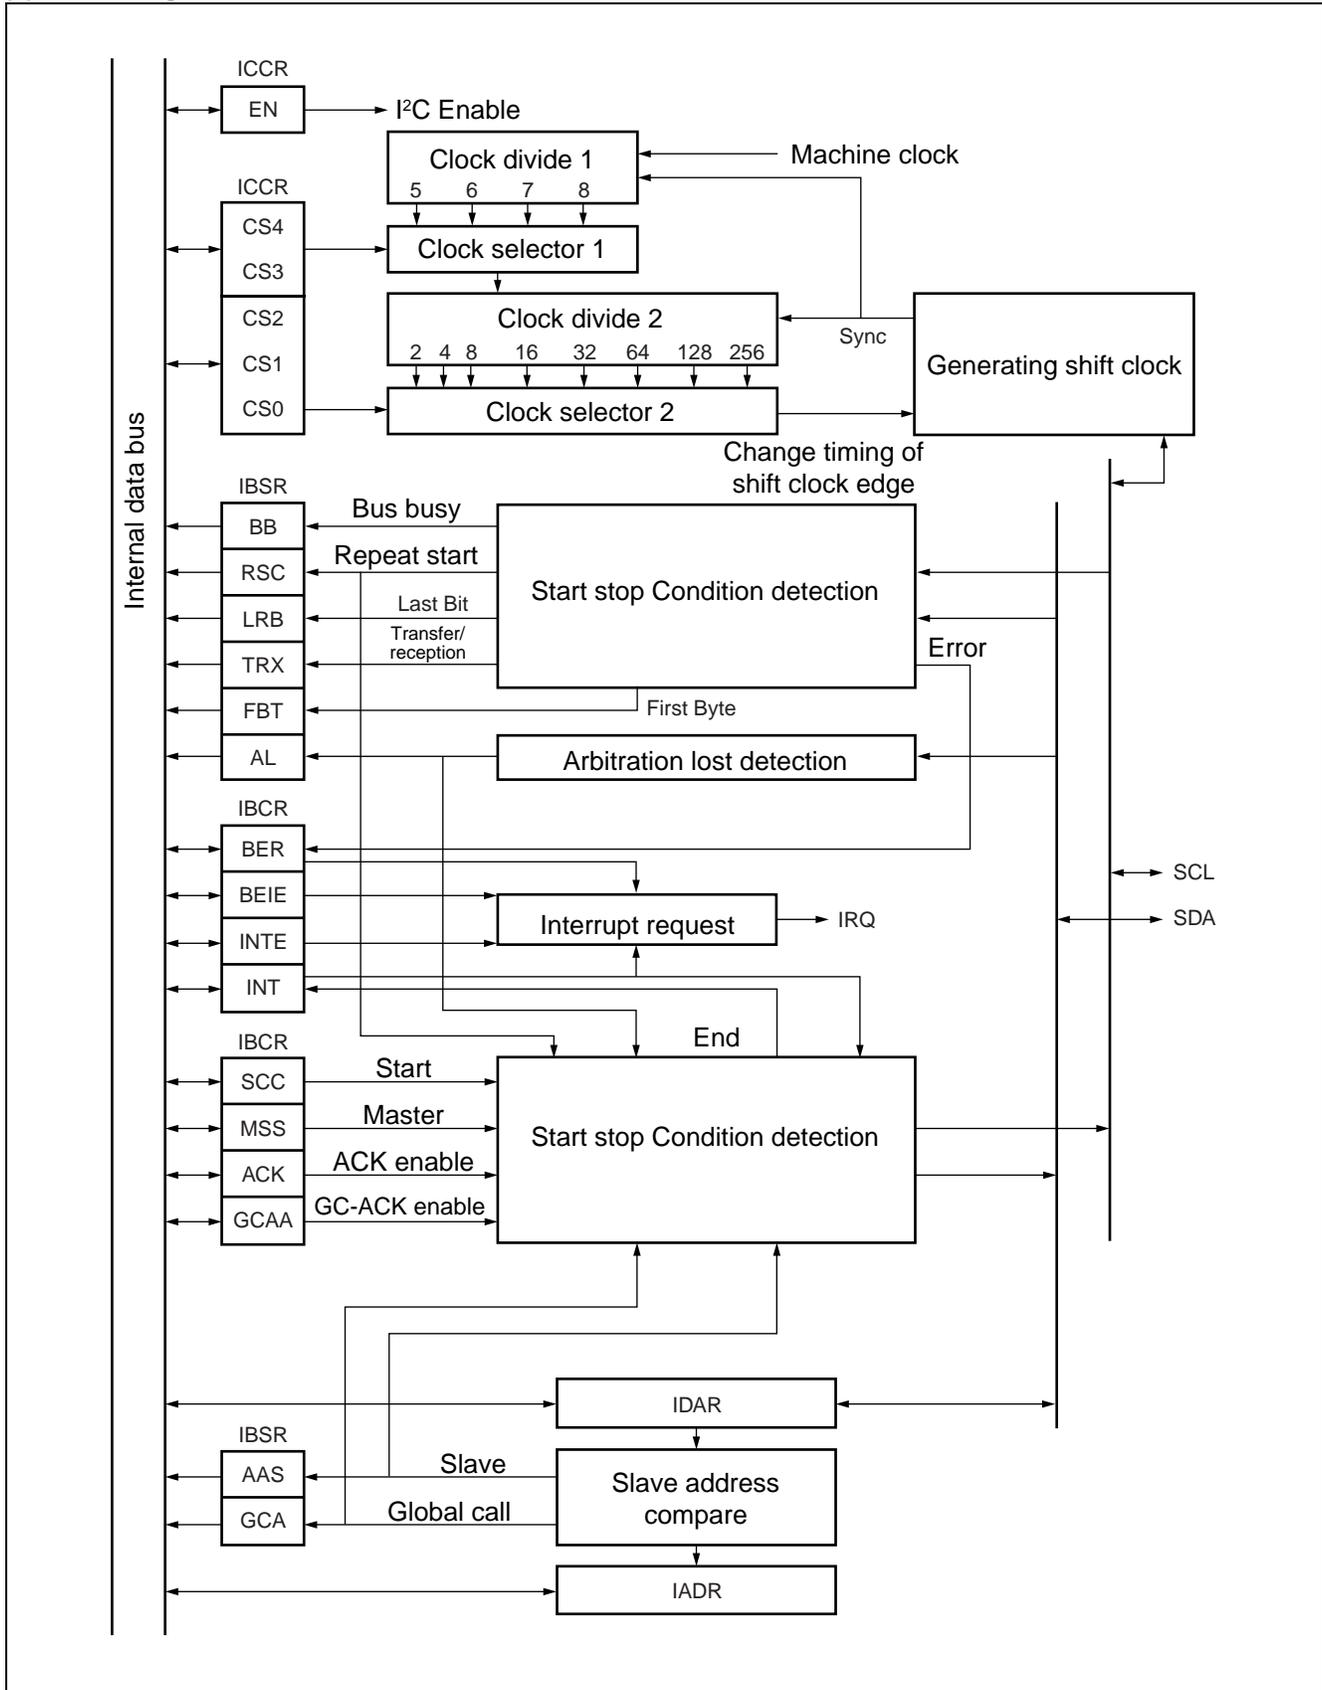 ICCR
EN
I²C Enable
Clock divide 1
Machine clock
5 6 7 8
ICCR
CS4
CS3
Clock selector 1
CS2
CS1
CS0
Clock divide 2
2 4 8 16 32 64 128 256
Sync
Generating shift clock
Clock selector 2
Change timing of
shift clock edge
Internal data bus
IBSR
BB
Bus busy
RSC
Repeat start
Start stop Condition detection
LRB
Last Bit
TRX
Transfer/
reception
Error
FBT
First Byte
AL
Arbitration lost detection
IBCR
BER
BEIE
INTE
INT
Interrupt request
IRQ
SCL
SDA
End
IBCR
SCC
Start
MSS
Master
Start stop Condition detection
ACK
ACK enable
GCAA
GC-ACK enable
IDAR
IBSR
AAS
Slave
Slave address
compare
GCA
Global call
IADR